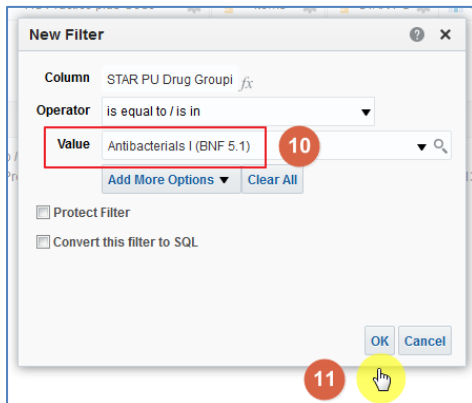 New Filter
Column STAR PU Drug Groupi fx
Operator is equal to / is in
Value Antibacterials I (BNF 5.1) 10
Add More Options Clear All
Protect Filter
Convert this filter to SQL
OK Cancel
11